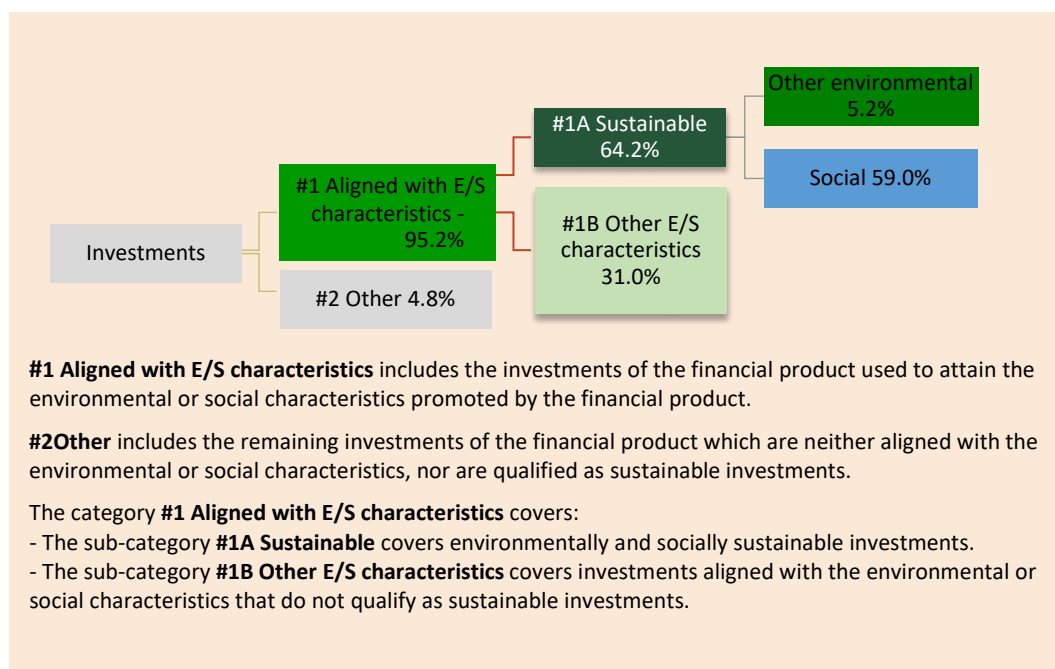 Other environmental
5.2%
#1A Sustainable
64.2%
Social 59.0%
#1 Aligned with E/S
characteristics -
95.2%
#1B Other E/S
characteristics
31.0%
Investments
#2 Other 4.8%
#1 Aligned with E/S characteristics includes the investments of the financial product used to attain the
environmental or social characteristics promoted by the financial product.
#2Other includes the remaining investments of the financial product which are neither aligned with the
environmental or social characteristics, nor are qualified as sustainable investments.
The category #1 Aligned with E/S characteristics covers:
- The sub-category #1A Sustainable covers environmentally and socially sustainable investments.
- The sub-category #1B Other E/S characteristics covers investments aligned with the environmental or
social characteristics that do not qualify as sustainable investments.